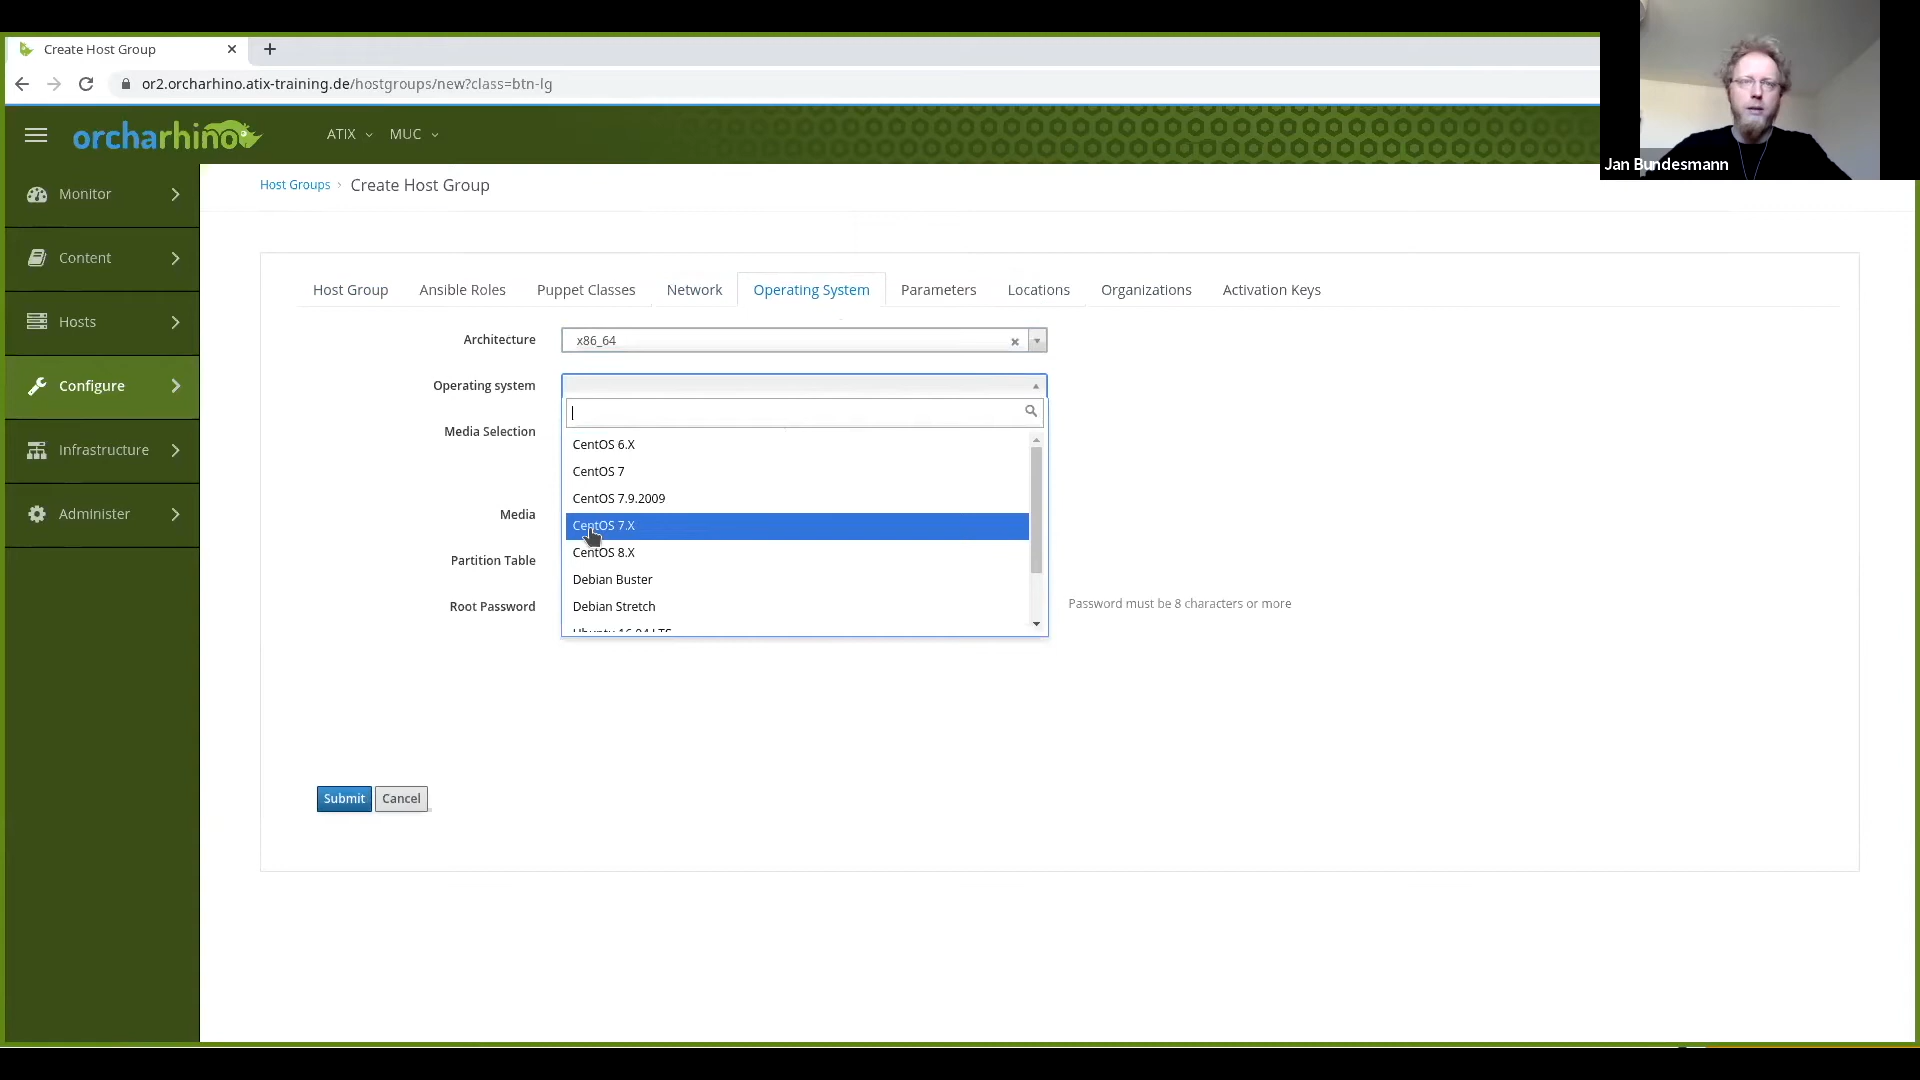 Create Host Group
or2.orcharhino.atix-training.de/hostgroups/new?class=btn-lg
Jan Bundesmann
orcharhino
ATIX
MUC
Monitor
Content
Hosts
Configure
Infrastructure
Administer
Host Groups › Create Host Group
Host Group Ansible Roles Puppet Classes Network Operating System Parameters Locations Organizations Activation Keys
Architecture x86_64
Operating system
CentOS 6.X
CentOS 7
CentOS 7.9.2009
CentOS 7.X
CentOS 8.X
Debian Buster
Debian Stretch
Media Selection
Media
Partition Table
Root Password
Password must be 8 characters or more
Submit Cancel